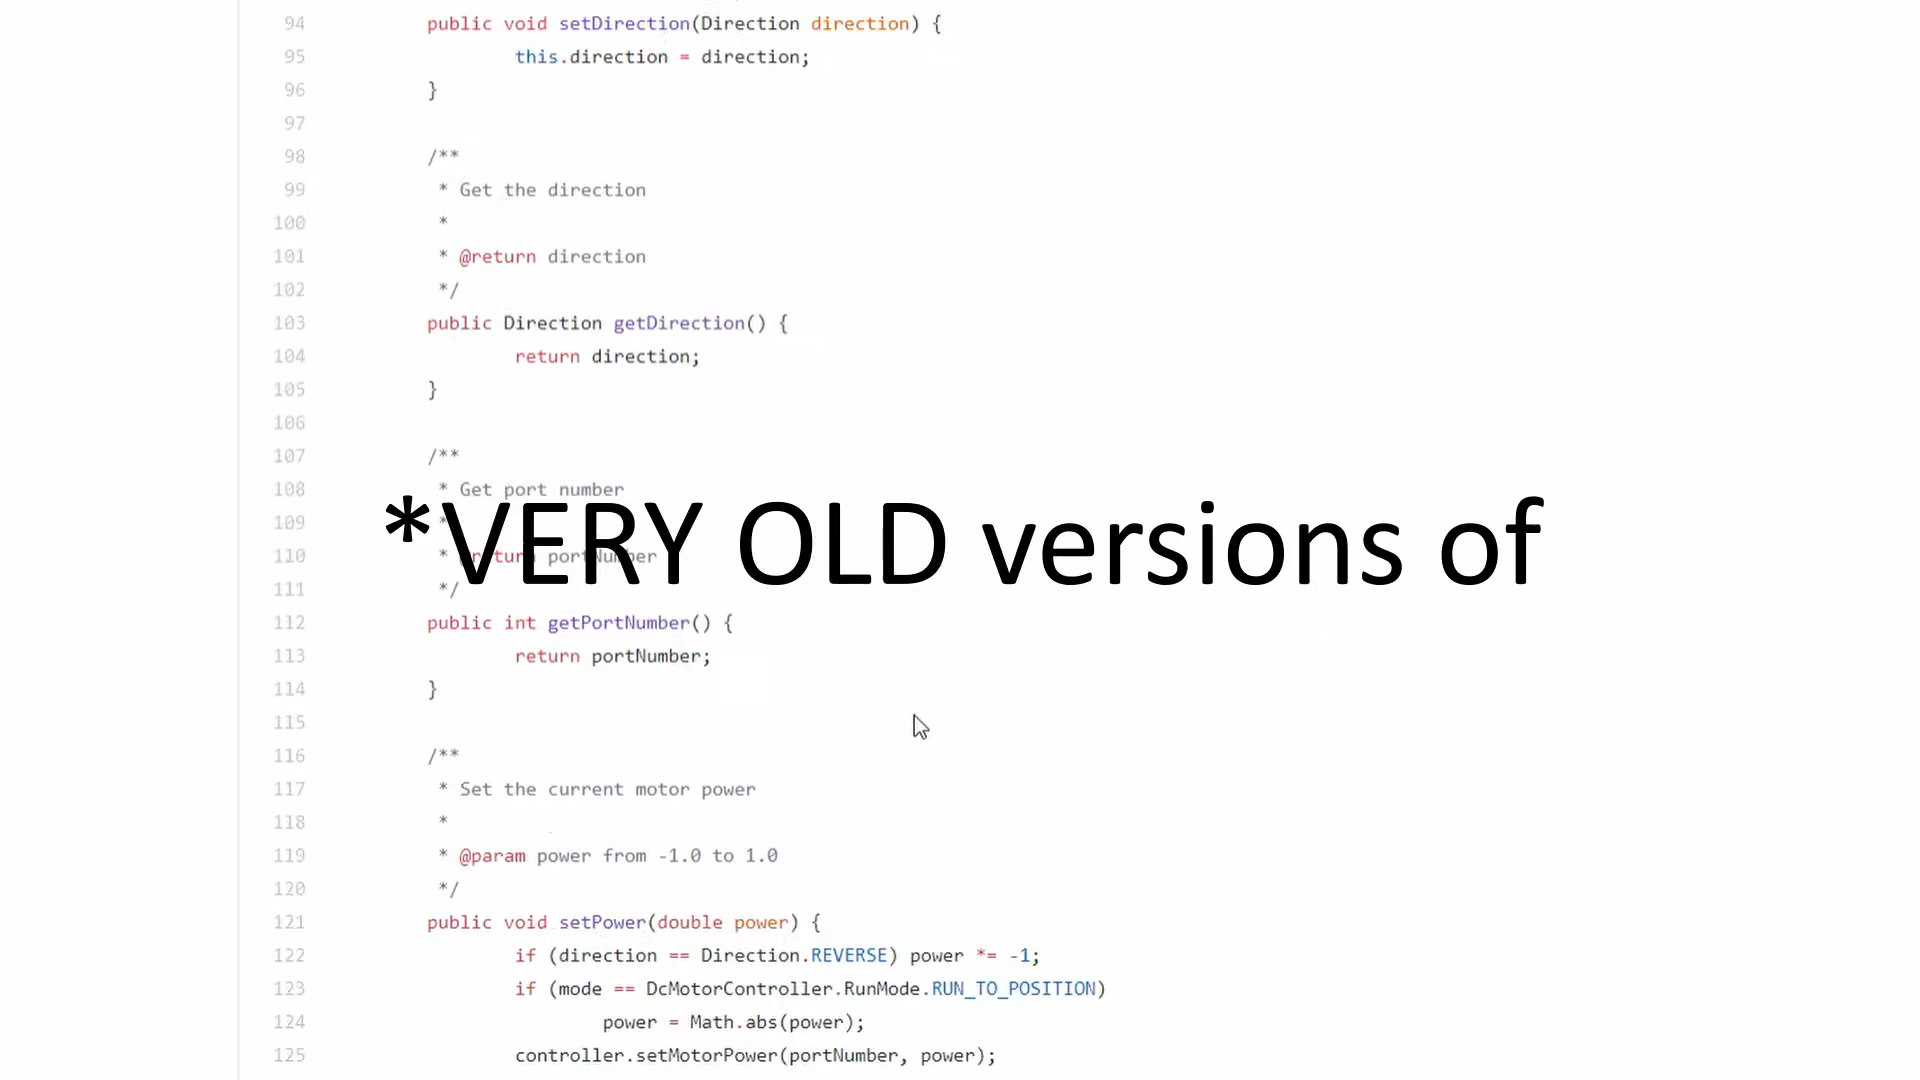 94 public void setDirection(Direction direction) {
95 this.direction = direction;
96 }
97
98 /**
99 * Get the direction
100 *
101 * @return direction
102 */
103 public Direction getDirection() {
104 return direction;
105 }
106
107 /**
108 * Get port number
*VERY OLD versions of
109 *
110 * @return portNumber
111 */
112 public int getPortNumber() {
113 return portNumber;
114 }
115
116 /**
117 * Set the current motor power
118 *
119 * @param power from -1.0 to 1.0
120 */
121 public void setPower(double power) {
122 if (direction == Direction.REVERSE) power *= -1;
123 if (mode == DcMotorController.RunMode.RUN_TO_POSITION)
124 power = Math.abs(power);
125 controller.setMotorPower(portNumber, power);